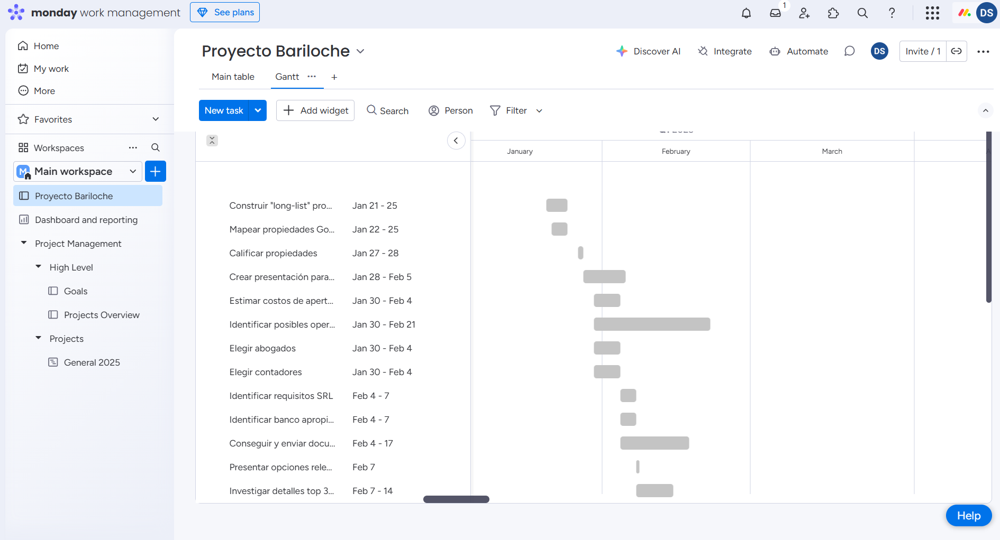 monday work management
See plans
1
DS
Home
My work
More
Favorites
Workspaces
M
Main workspace
Proyecto Bariloche
Dashboard and reporting
Project Management
High Level
Goals
Projects Overview
Projects
General 2025
Proyecto Bariloche
Discover AI
Integrate
Automate
DS
Invite / 1
Main table
Gantt
New task
Add widget
Search
Person
Filter
January
February
March
Construir "long-list" pro... Jan 21 - 25
Mapear propiedades Go... Jan 22 - 25
Calificar propiedades Jan 27 - 28
Crear presentación para... Jan 28 - Feb 5
Estimar costos de apert... Jan 30 - Feb 4
Identificar posibles oper... Jan 30 - Feb 21
Elegir abogados Jan 30 - Feb 4
Elegir contadores Jan 30 - Feb 4
Identificar requisitos SRL Feb 4 - 7
Identificar banco apropi... Feb 4 - 7
Conseguir y enviar docu... Feb 4 - 17
Presentar opciones rele... Feb 7
Investigar detalles top 3... Feb 7 - 14
Help